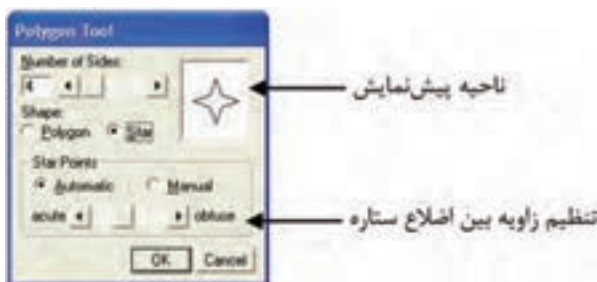 Polygon Tool
Number of Sides:
4
ناحیه پیش‌نمایش
Shape:
Polygon Star
Star Points
Automatic Manual
acute obtuse
تنظیم زاویه بین اضلاع ستاره
OK Cancel